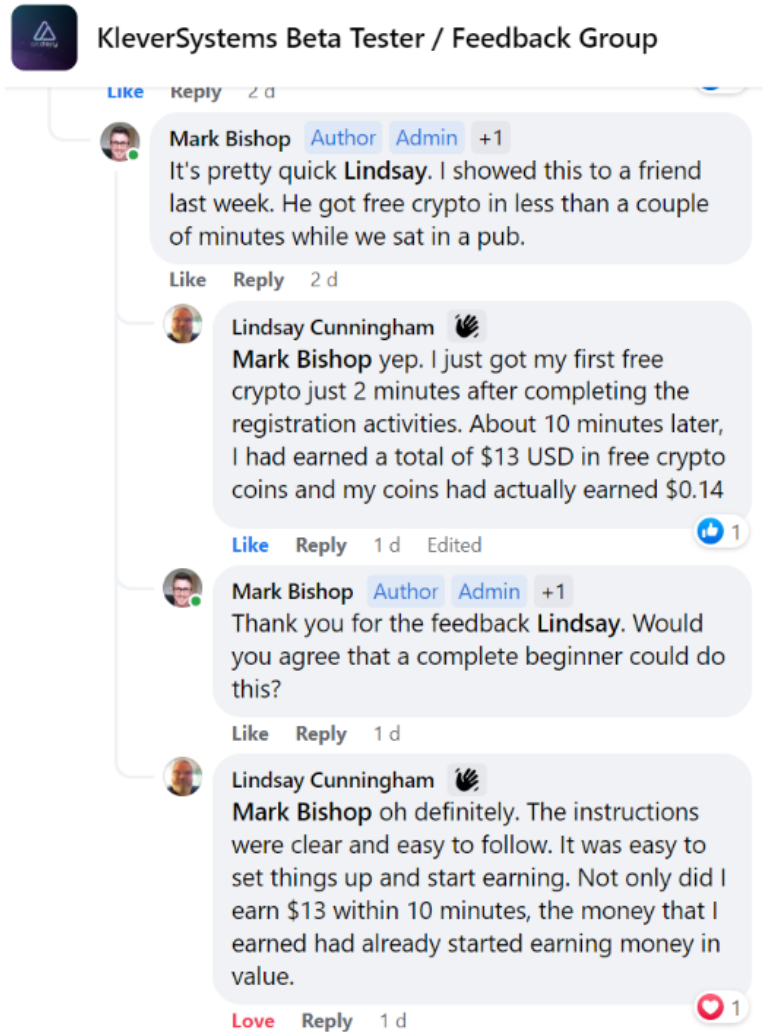 KleverSystems Beta Tester / Feedback Group
Like Reply 2 d
Mark Bishop Author Admin +1
It's pretty quick Lindsay. I showed this to a friend
last week. He got free crypto in less than a couple
of minutes while we sat in a pub.
Like Reply 2 d
Lindsay Cunningham
Mark Bishop yep. I just got my first free
crypto just 2 minutes after completing the
registration activities. About 10 minutes later,
I had earned a total of $13 USD in free crypto
coins and my coins had actually earned $0.14
1
Like Reply 1 d Edited
Mark Bishop Author Admin +1
Thank you for the feedback Lindsay. Would
you agree that a complete beginner could do
this?
Like Reply 1 d
Lindsay Cunningham
Mark Bishop oh definitely. The instructions
were clear and easy to follow. It was easy to
set things up and start earning. Not only did I
earn $13 within 10 minutes, the money that I
earned had already started earning money in
value.
1
Love Reply 1 d